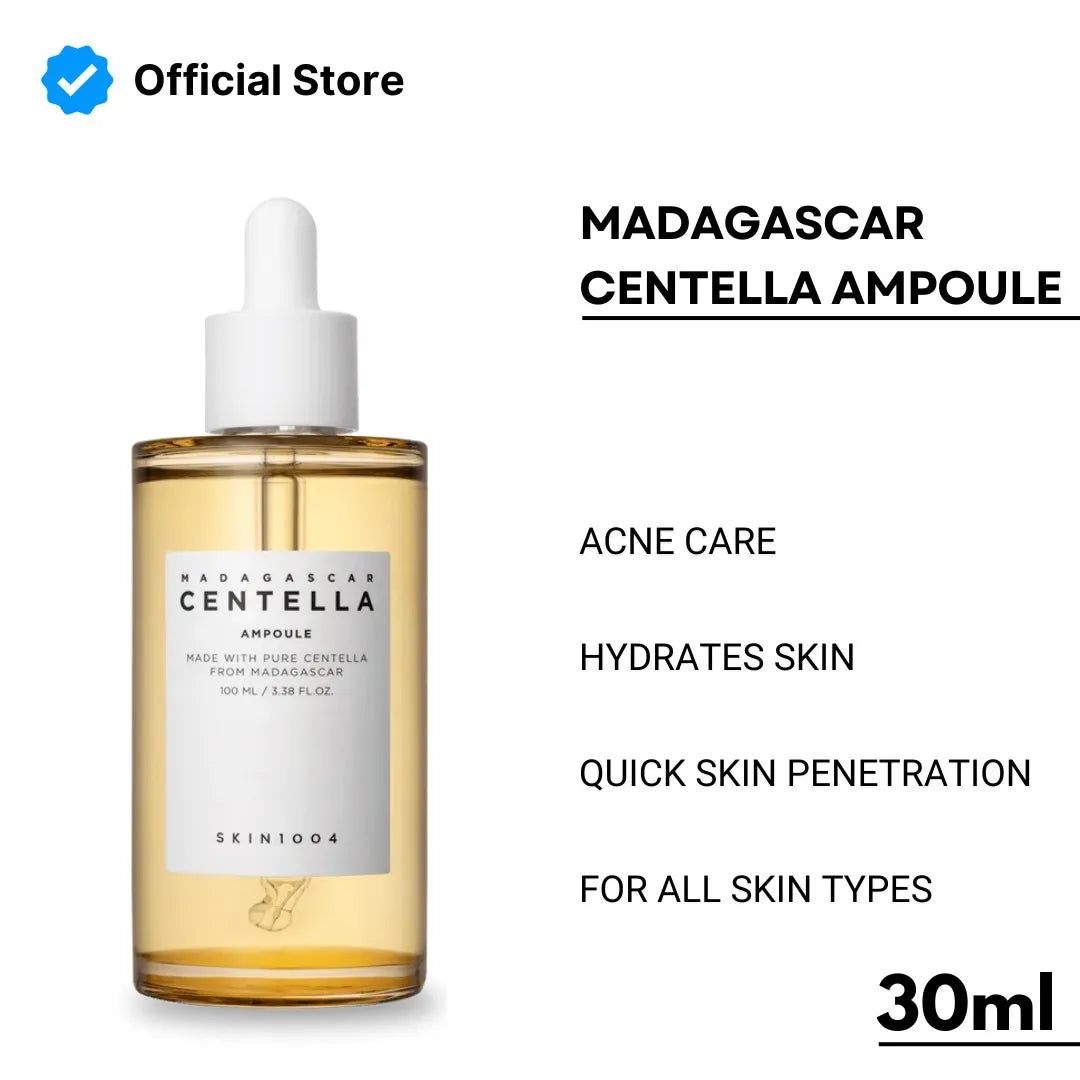 Official Store
MADAGASCAR
CENTELLA AMPOULE
MADAGASCAR
CENTELLA
AMPOULE
MADE WITH PURE CENTELLA
FROM MADAGASCAR
100 ML / 3.38 FL.OZ.
SKIN1004
ACNE CARE
HYDRATES SKIN
QUICK SKIN PENETRATION
FOR ALL SKIN TYPES
30ml